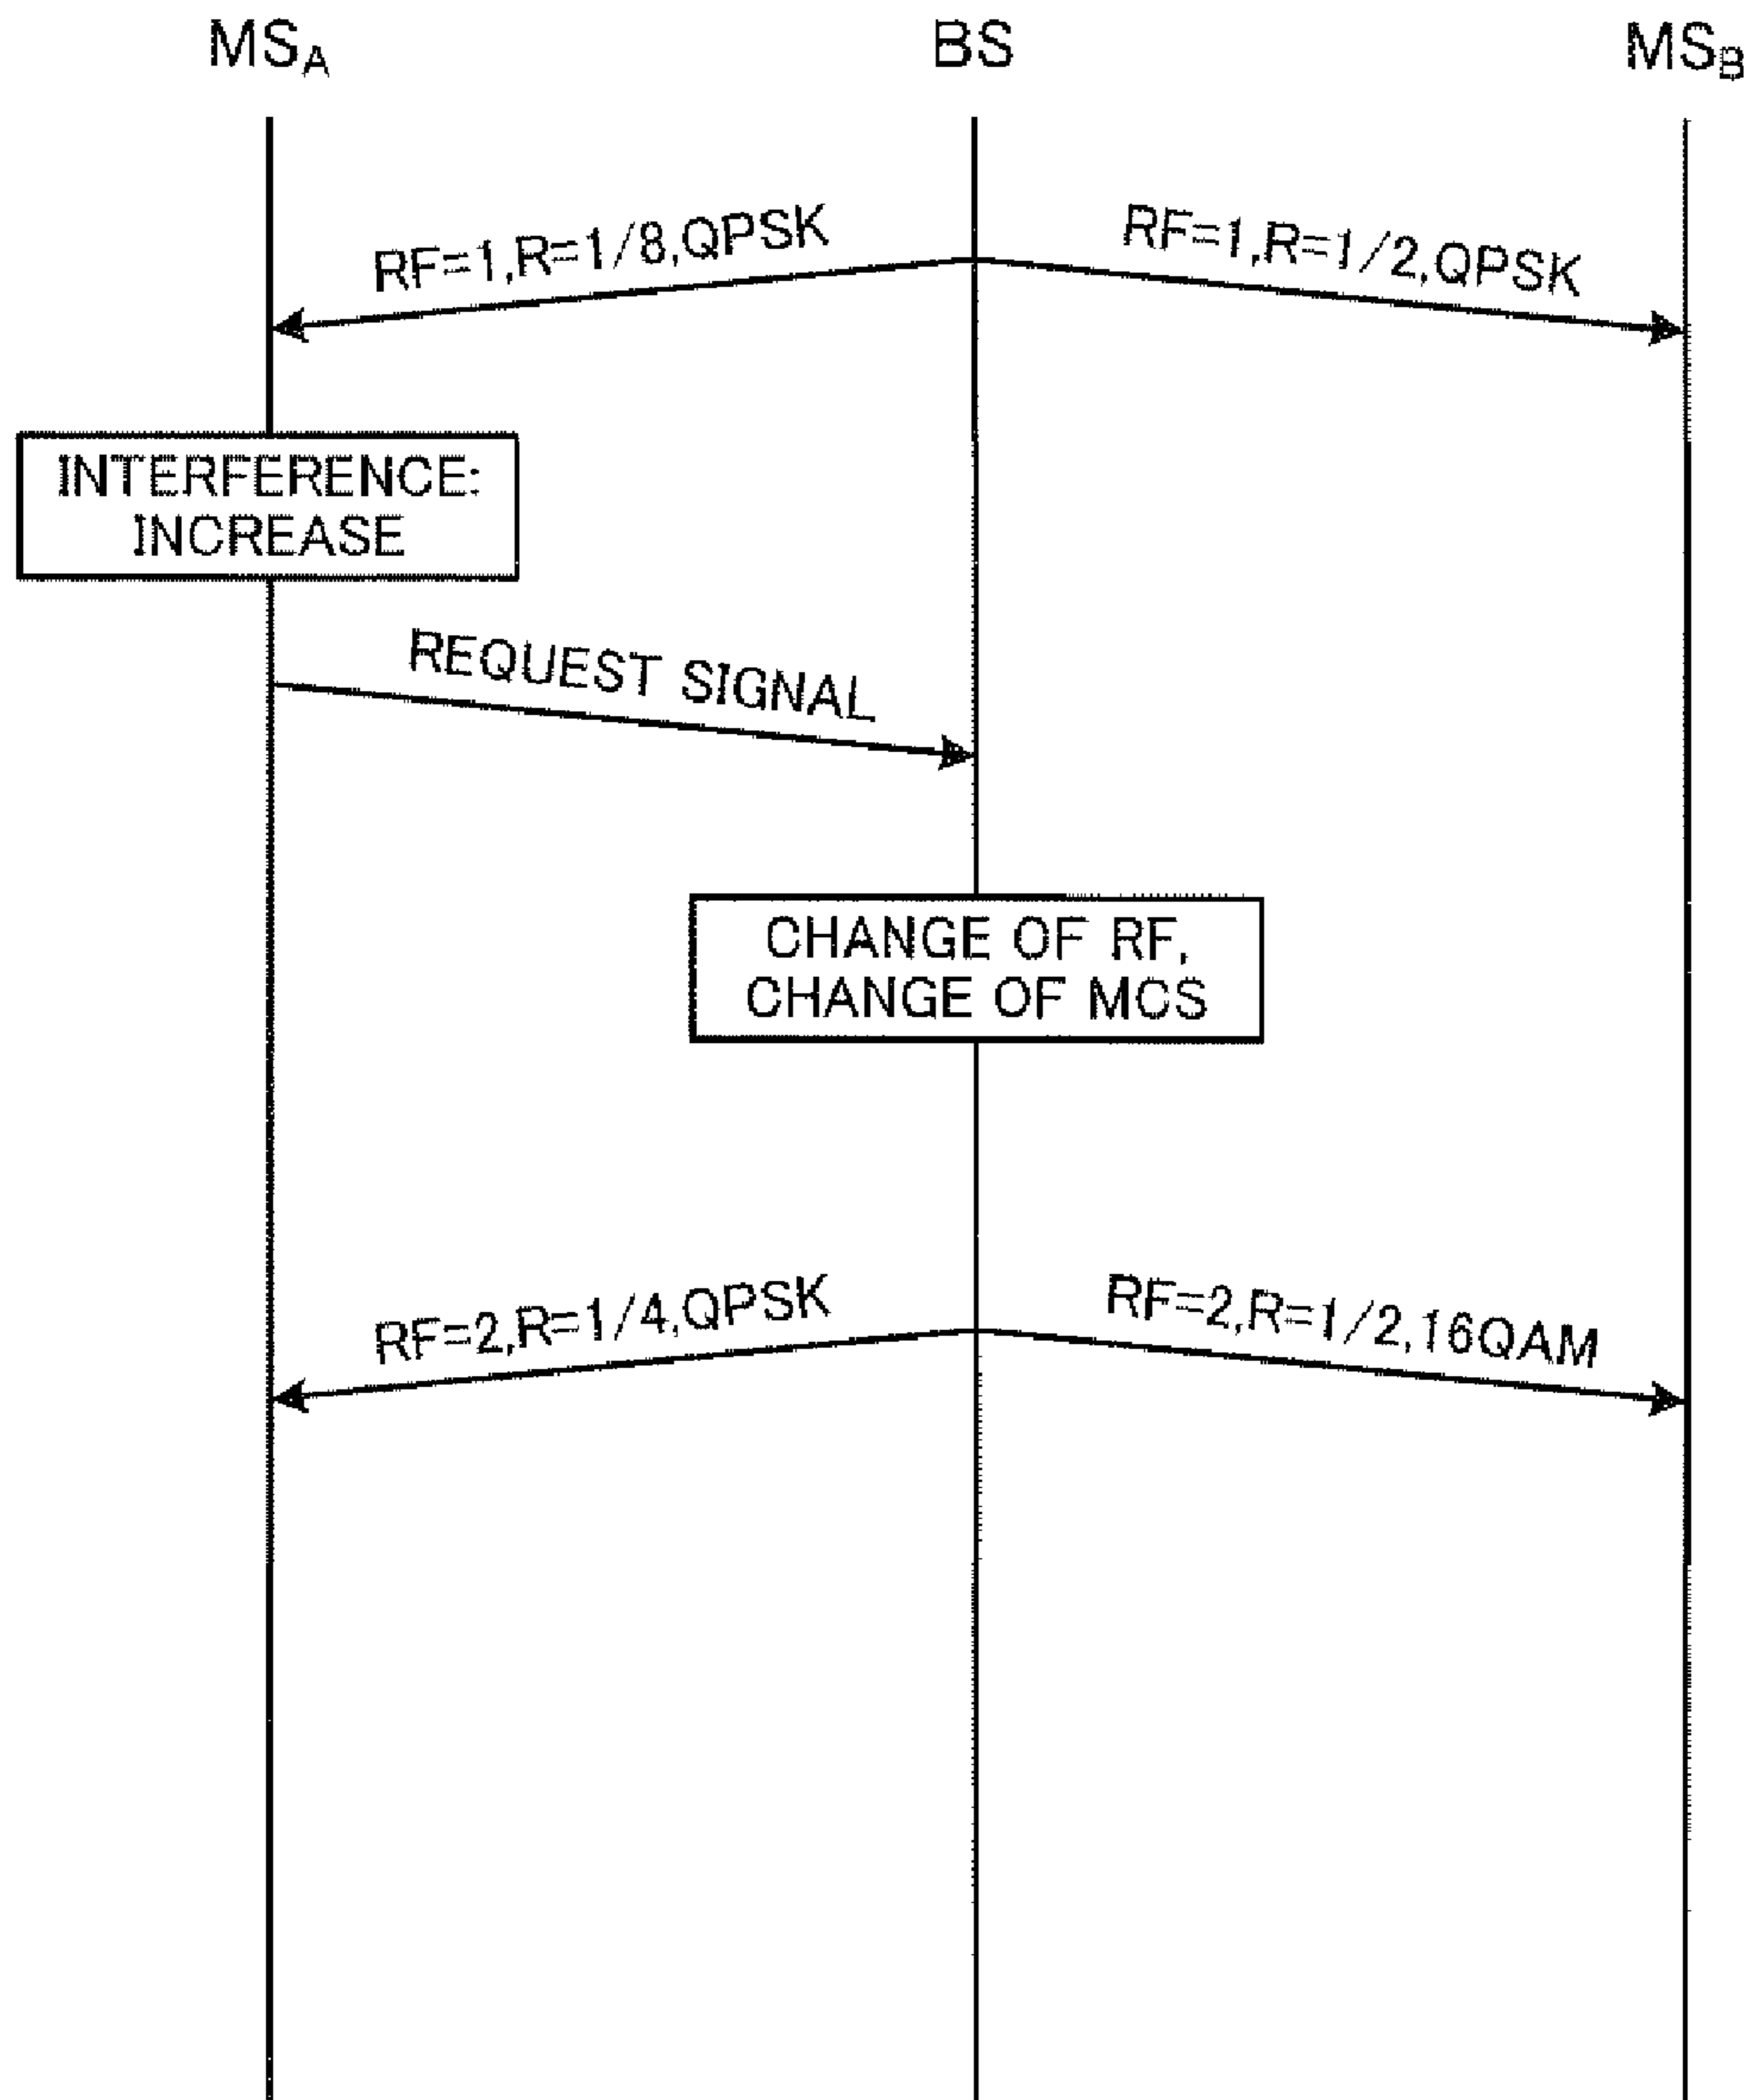 MSA
BS
MSB
RF=1,R=1/8,QPSK
RF=1,R=1/2,QPSK
INTERFERENCE:
INCREASE
REQUEST SIGNAL
CHANGE OF RF,
CHANGE OF MCS
RF=2,R=1/4,QPSK
RF=2,R=1/2,16QAM